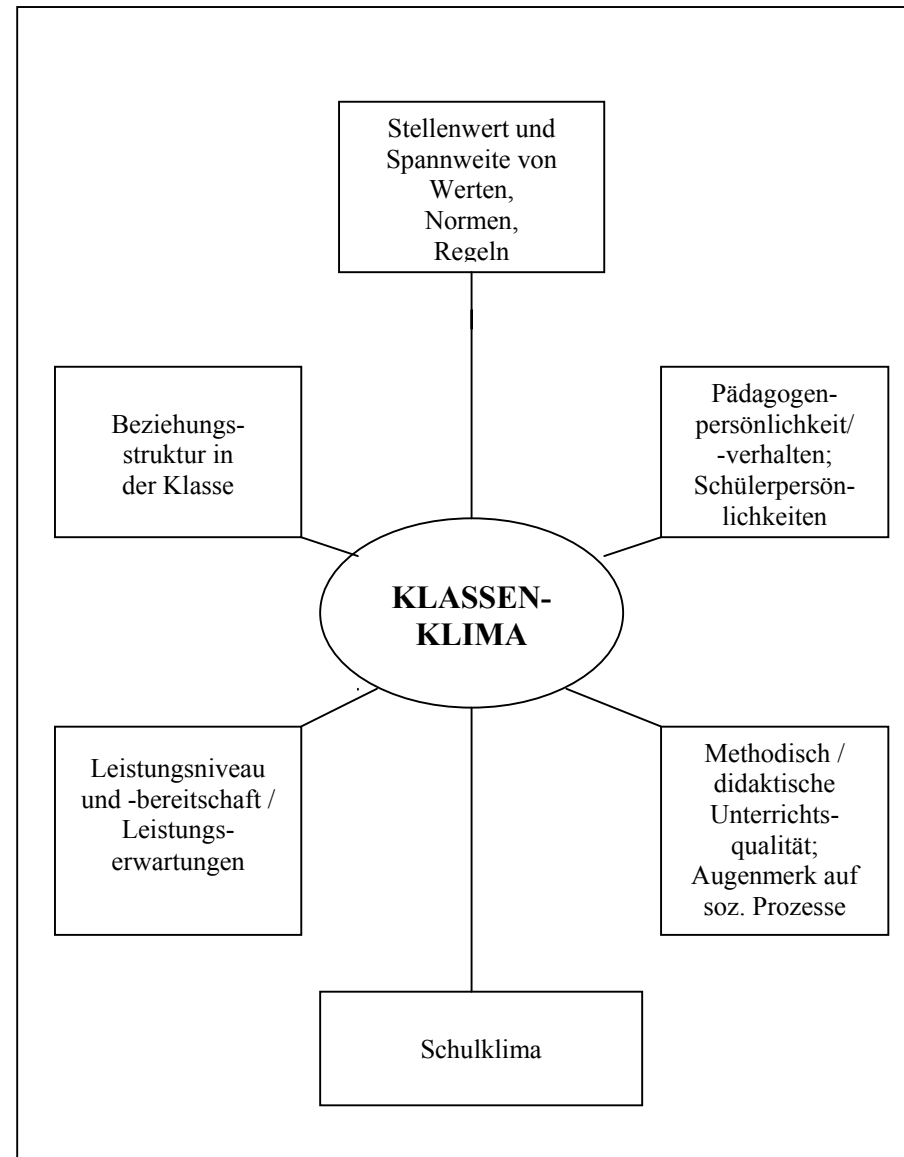 Stellenwert und
Spannweite von
Werten,
Normen,
Regeln
Beziehungs-
struktur in
der Klasse
Pädagogen-
persönlichkeit/
-verhalten;
Schülerpersön-
lichkeiten
KLASSEN-
KLIMA
Leistungsniveau
und -bereitschaft /
Leistungs-
erwartungen
Methodisch /
didaktische
Unterrichts-
qualität;
Augenmerk auf
soz. Prozesse
Schulklima